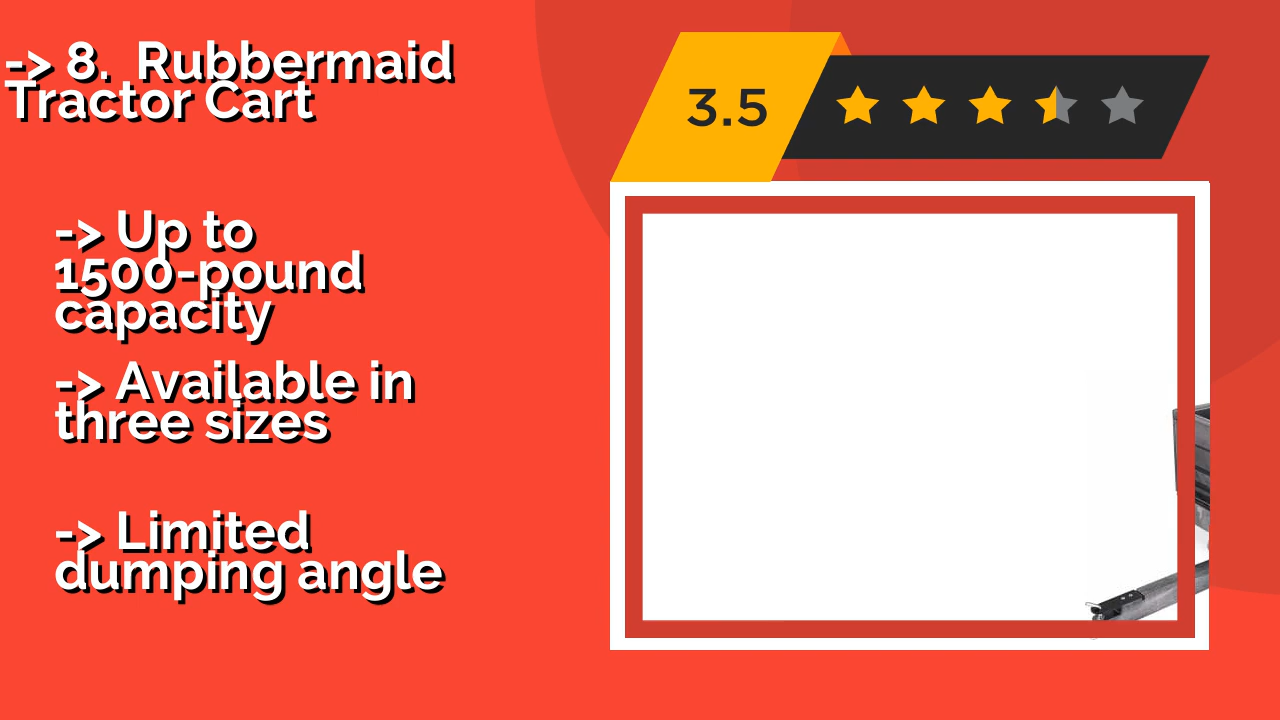 -> 8.  Rubbermaid
Tractor Cart
3.5
-> Up to
1500-pound
capacity
-> Available in
three sizes
-> Limited
dumping angle